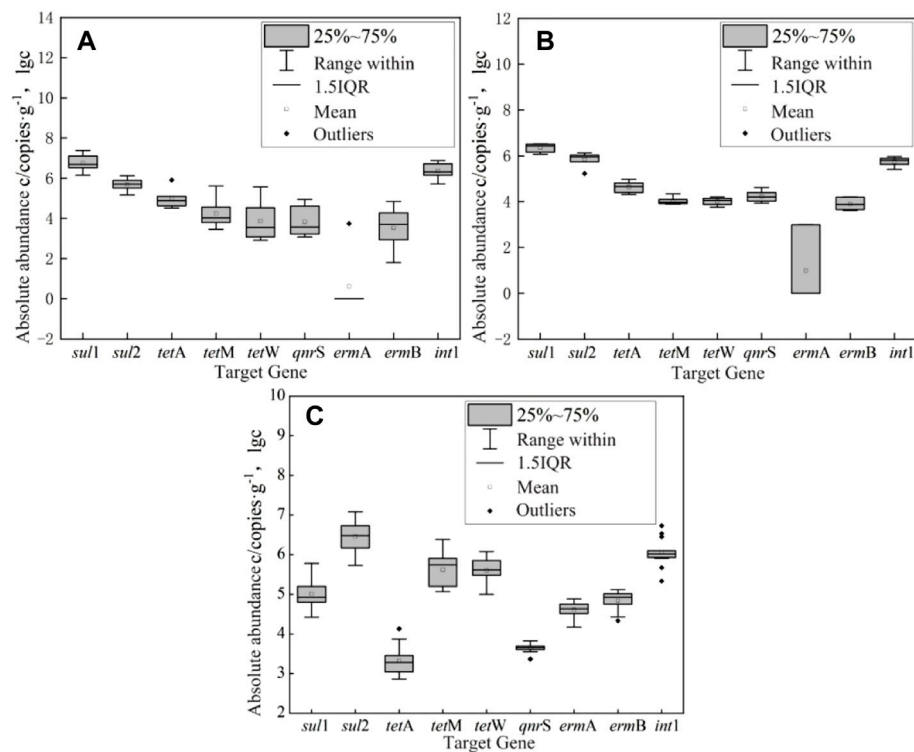 A
Absolute abundance c/copies·g⁻¹, lgc
14
12
10
8
6
4
2
0
−2
25%~75%
Range within
1.5IQR
Mean
Outliers
sul1 sul2 tetA tetM tetW qnrS ermA ermB int1
Target Gene
B
Absolute abundance c/copies·g⁻¹, lgc
12
10
8
6
4
2
0
−2
25%~75%
Range within
1.5IQR
Mean
Outliers
sul1 sul2 tetA tetM tetW qnrS ermA ermB int1
Target Gene
C
Absolute abundance c/copies·g⁻¹, lgc
10
9
8
7
6
5
4
3
2
25%~75%
Range within
1.5IQR
Mean
Outliers
sul1 sul2 tetA tetM tetW qnrS ermA ermB int1
Target Gene